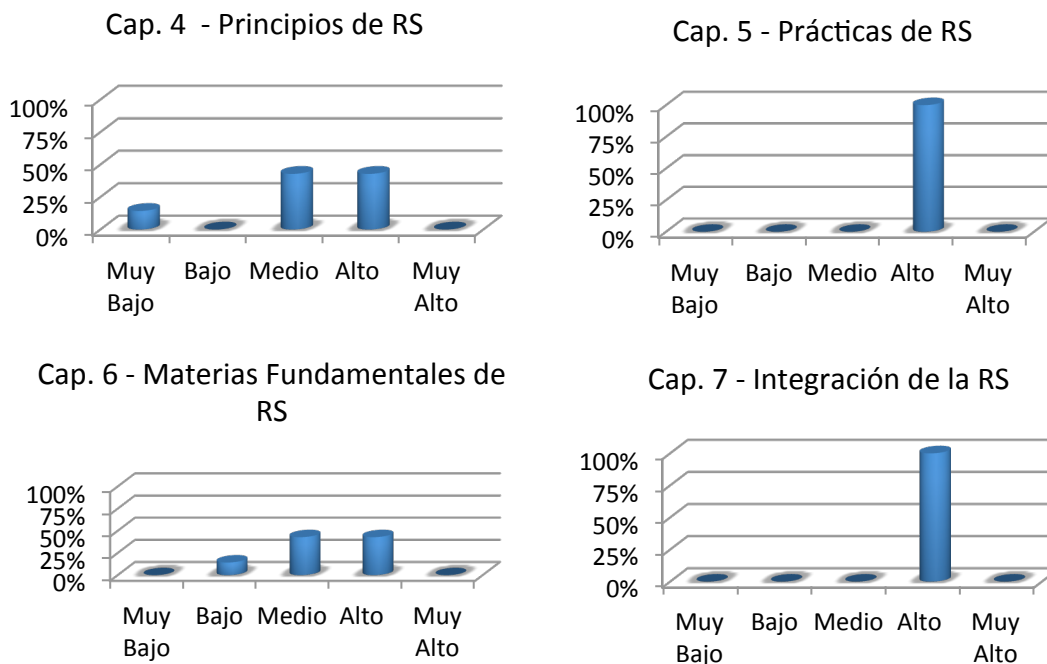 Cap. 4 - Principios de RS
100%
75%
50%
25%
0%
Muy Bajo Medio Alto Muy
Bajo Alto
Cap. 5 - Prácticas de RS
100%
75%
50%
25%
0%
Muy Bajo Medio Alto Muy
Bajo Alto
Cap. 6 - Materias Fundamentales de
RS
100%
75%
50%
25%
0%
Muy Bajo Medio Alto Muy
Bajo Alto
Cap. 7 - Integración de la RS
100%
75%
50%
25%
0%
Muy Bajo Medio Alto Muy
Bajo Alto